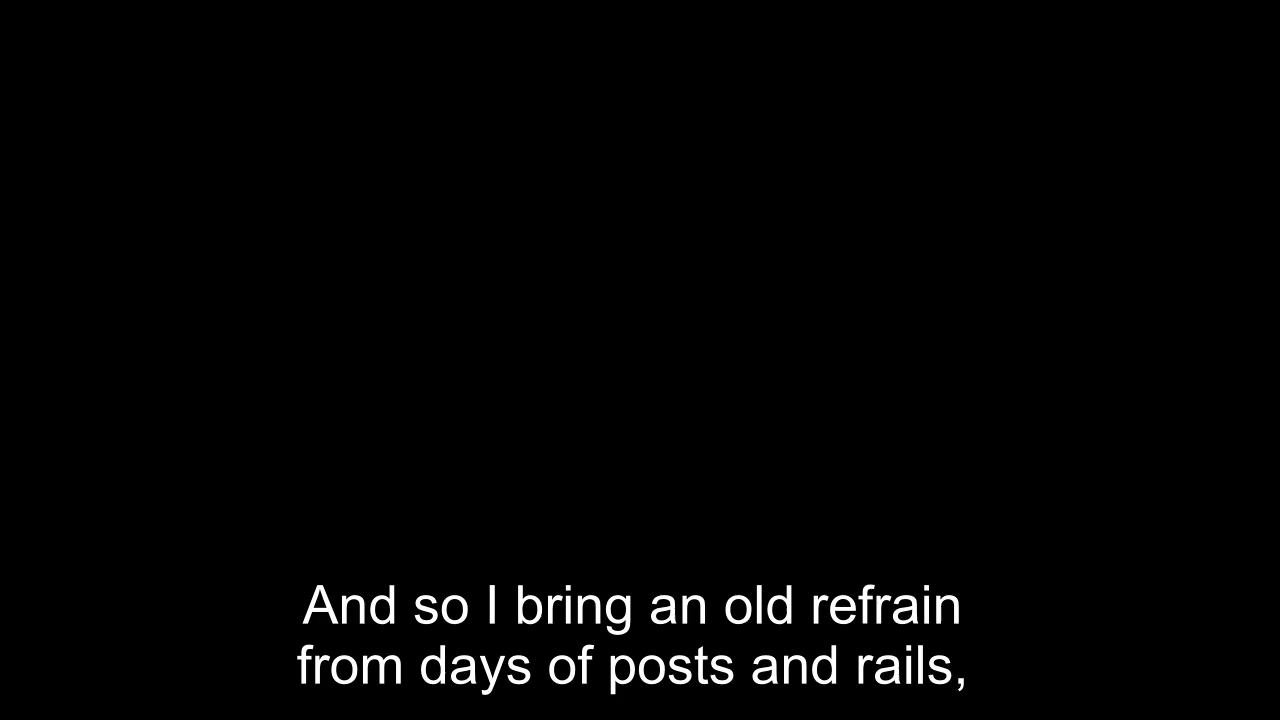 And so I bring an old refrain
from days of posts and rails,